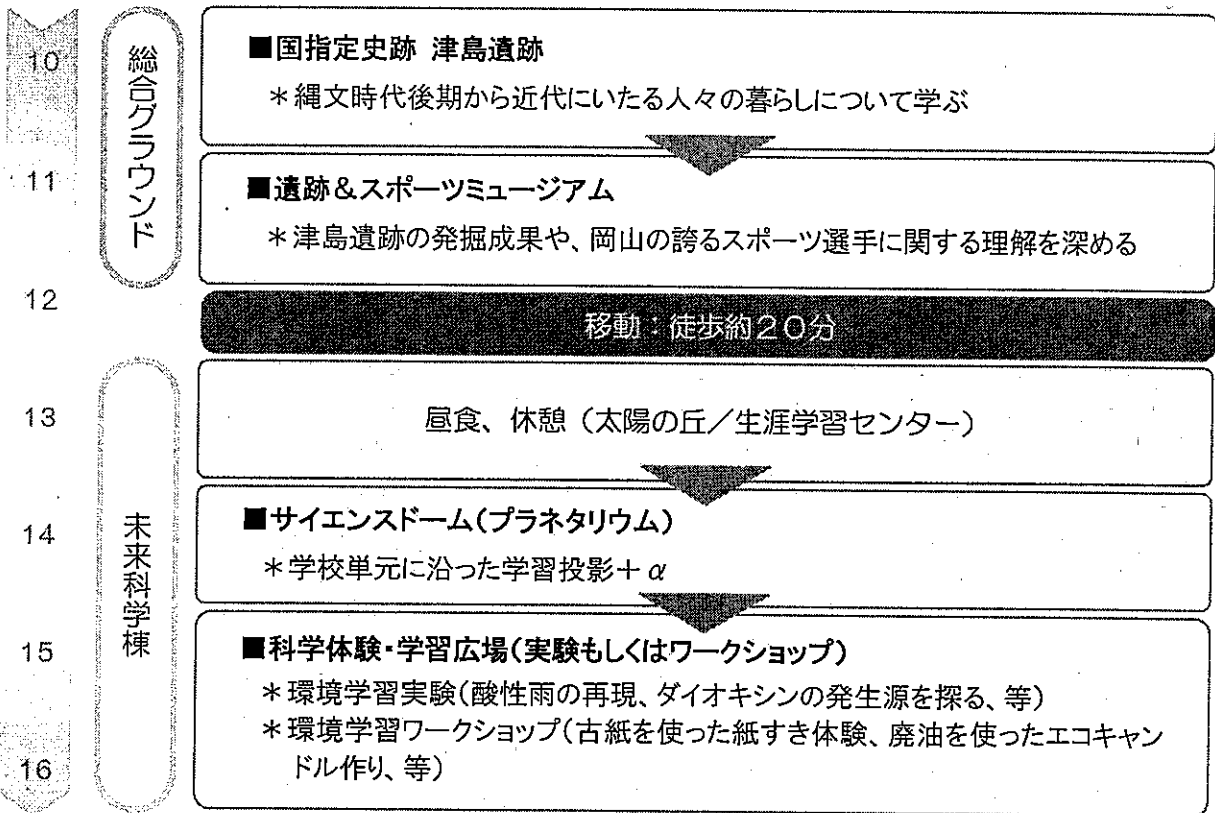 10
総合グラウンド
■国指定史跡 津島遺跡
＊縄文時代後期から近代にいたる人々の暮らしについて学ぶ
11
■遺跡＆スポーツミュージアム
＊津島遺跡の発掘成果や、岡山の誇るスポーツ選手に関する理解を深める
12
移動：徒歩約２０分
13
未来科学棟
昼食、休憩（太陽の丘／生涯学習センター）
14
■サイエンスドーム（プラネタリウム）
＊学校単元に沿った学習投影＋α
15
■科学体験・学習広場（実験もしくはワークショップ）
＊環境学習実験（酸性雨の再現、ダイオキシンの発生源を探る、等）
＊環境学習ワークショップ（古紙を使った紙すき体験、廃油を使ったエコキャン
ドル作り、等）
16